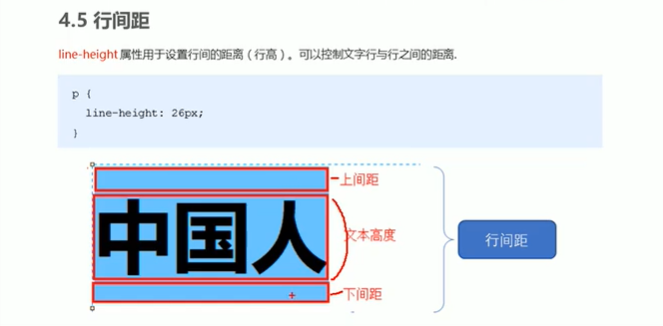 4.5 行间距
line-height 属性用于设置行间的距离（行高）。可以控制文字行与行之间的距离.
p {
line-height: 26px;
}
上间距
中国人
文本高度
行间距
下间距